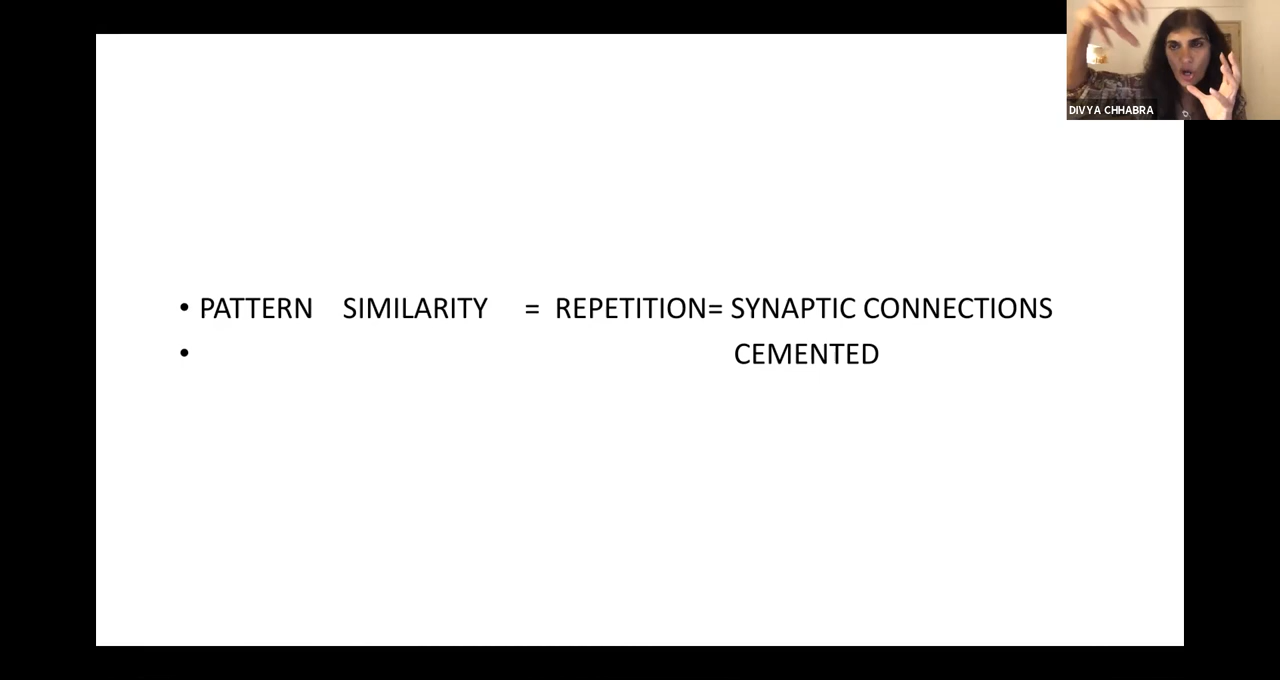 DIVYA CHHABRA
• PATTERN SIMILARITY = REPETITION= SYNAPTIC CONNECTIONS
• CEMENTED